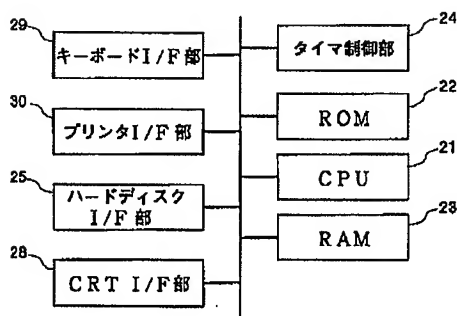 29
キーボードI/F部
30
プリンタI/F部
25
ハードディスク
I/F部
28
CRT I/F部
24
タイマ制御部
22
ROM
21
CPU
23
RAM